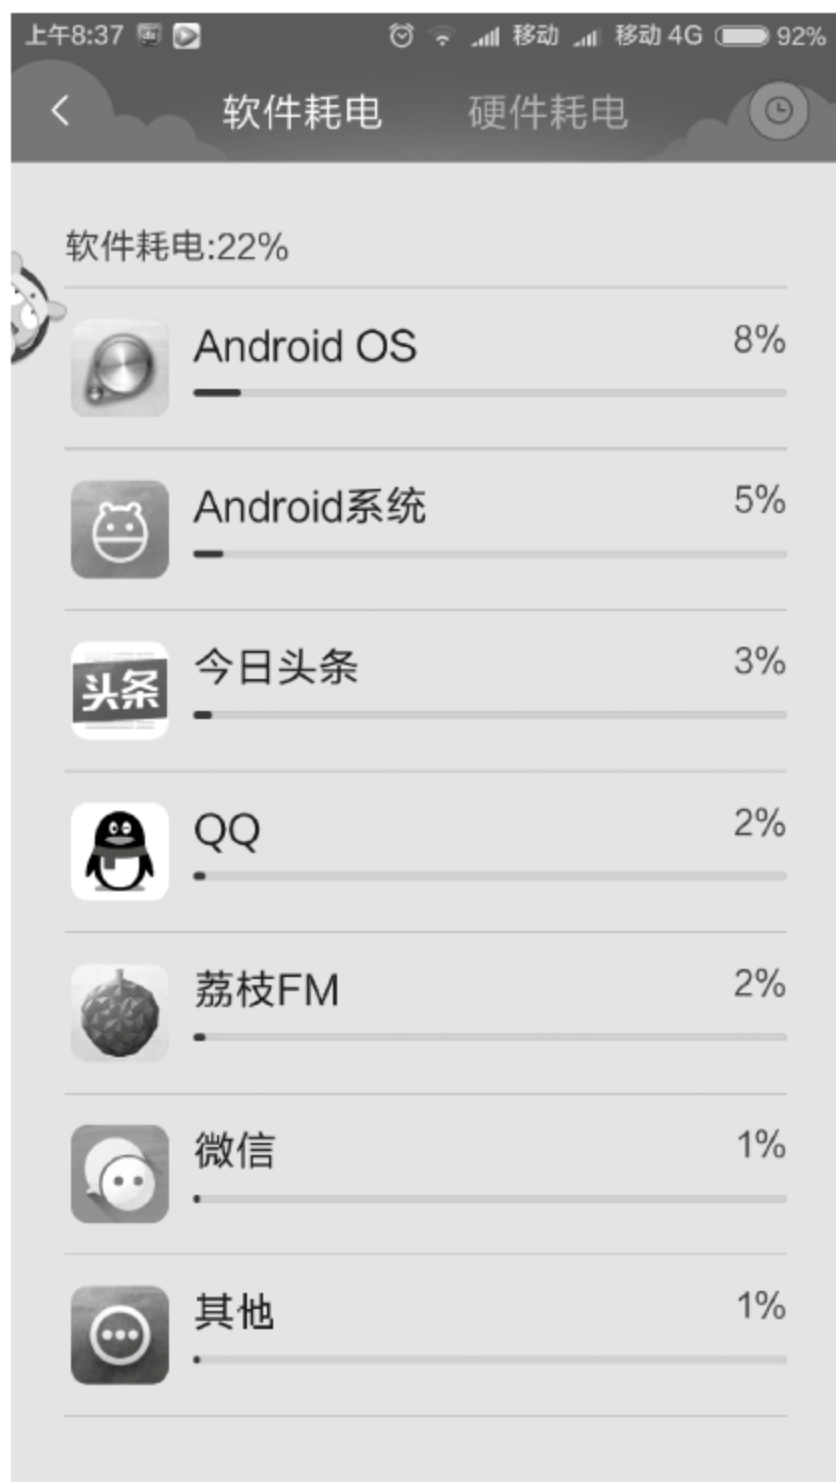 上午8:37 移动 移动 4G 92%
软件耗电 硬件耗电
软件耗电:22%
Android OS 8%
Android系统 5%
头条 今日头条 3%
QQ 2%
荔枝FM 2%
微信 1%
其他 1%